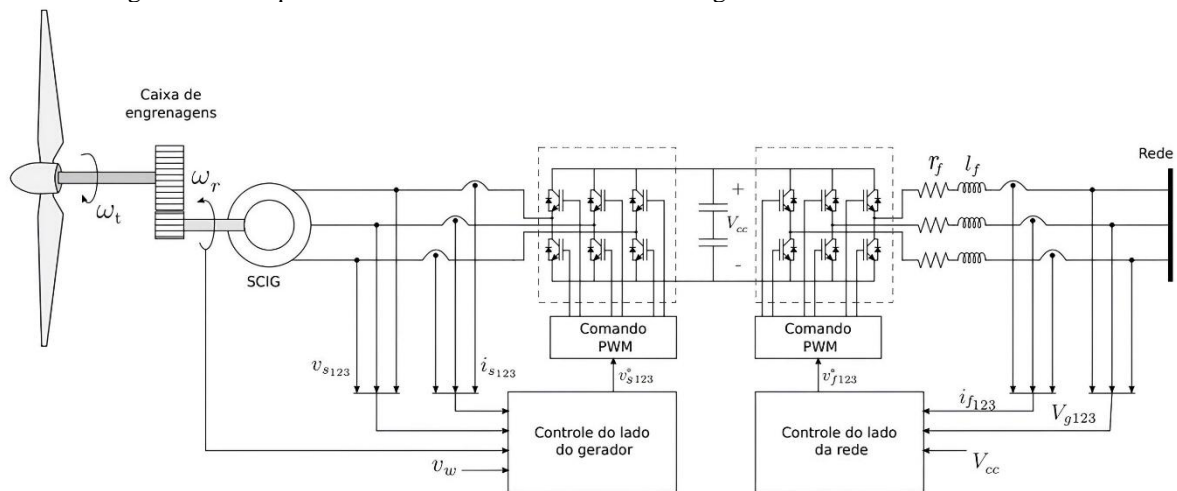 Caixa de
engrenagens
ω_t
ω_r
SCIG
+
V_cc
-
r_f
l_f
Rede
Comando
PWM
Comando
PWM
v_s123
i_s123
v°_s123
v°_f123
i_f123
V_g123
Controle do lado
do gerador
Controle do lado
da rede
v_w
V_cc